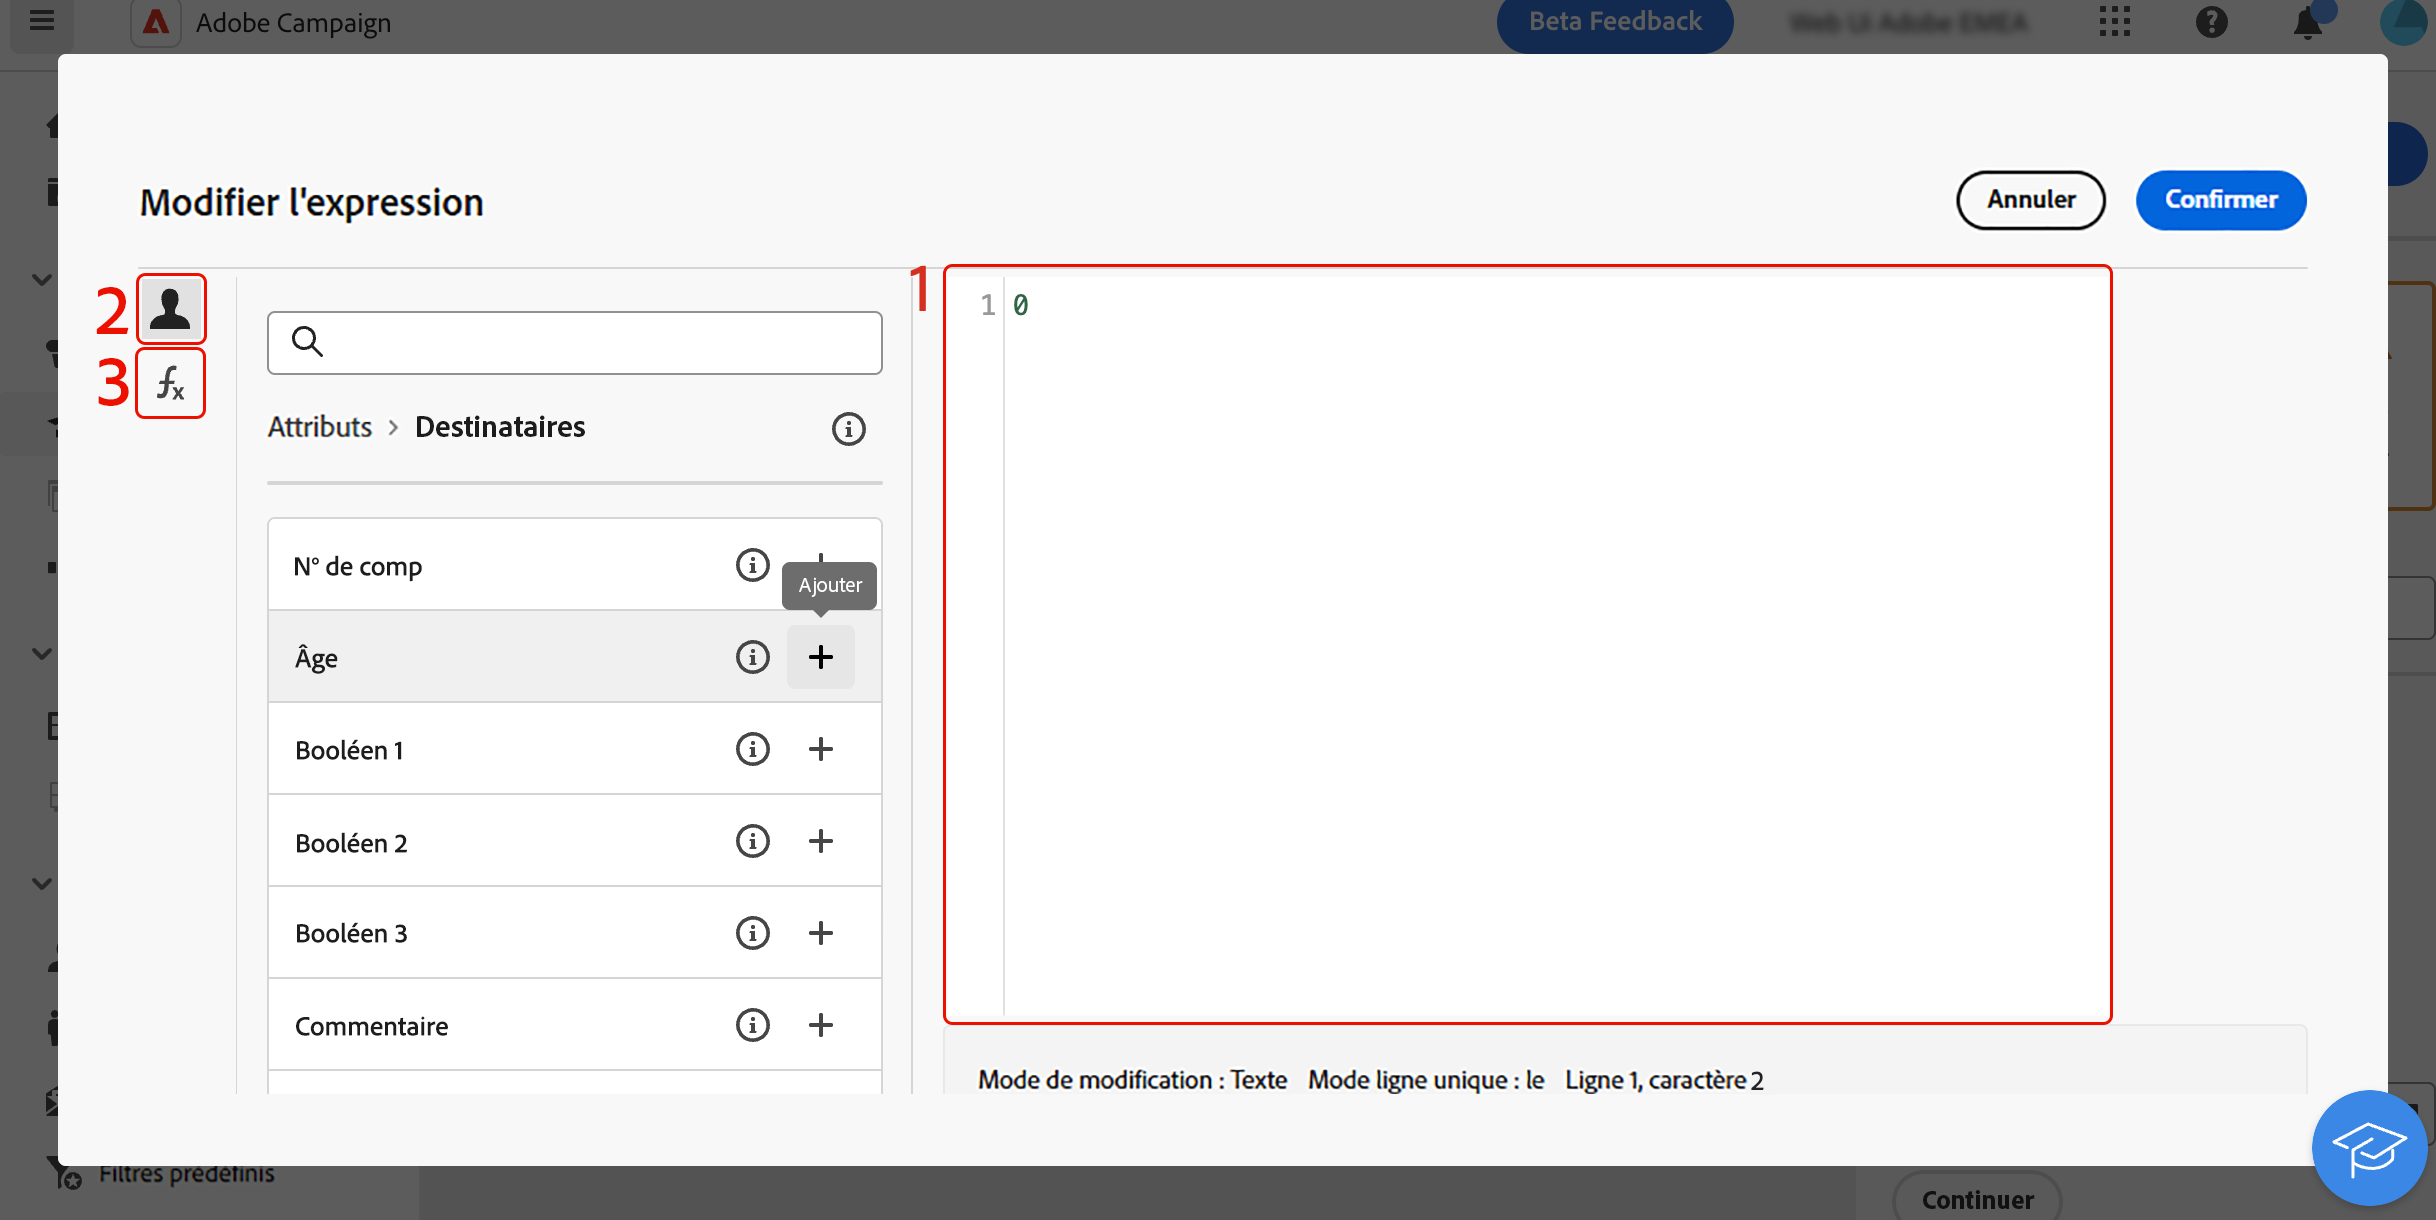 Adobe Campaign
Beta Feedback
Modifier l'expression
Annuler
Confirmer
1
2
3
fx
1 0
Attributs > Destinataires
N° de comp
Ajouter
Âge
Booléen 1
Booléen 2
Booléen 3
Commentaire
Mode de modification : Texte Mode ligne unique : le Ligne 1, caractère 2
Filtres prédéfinis
Continuer